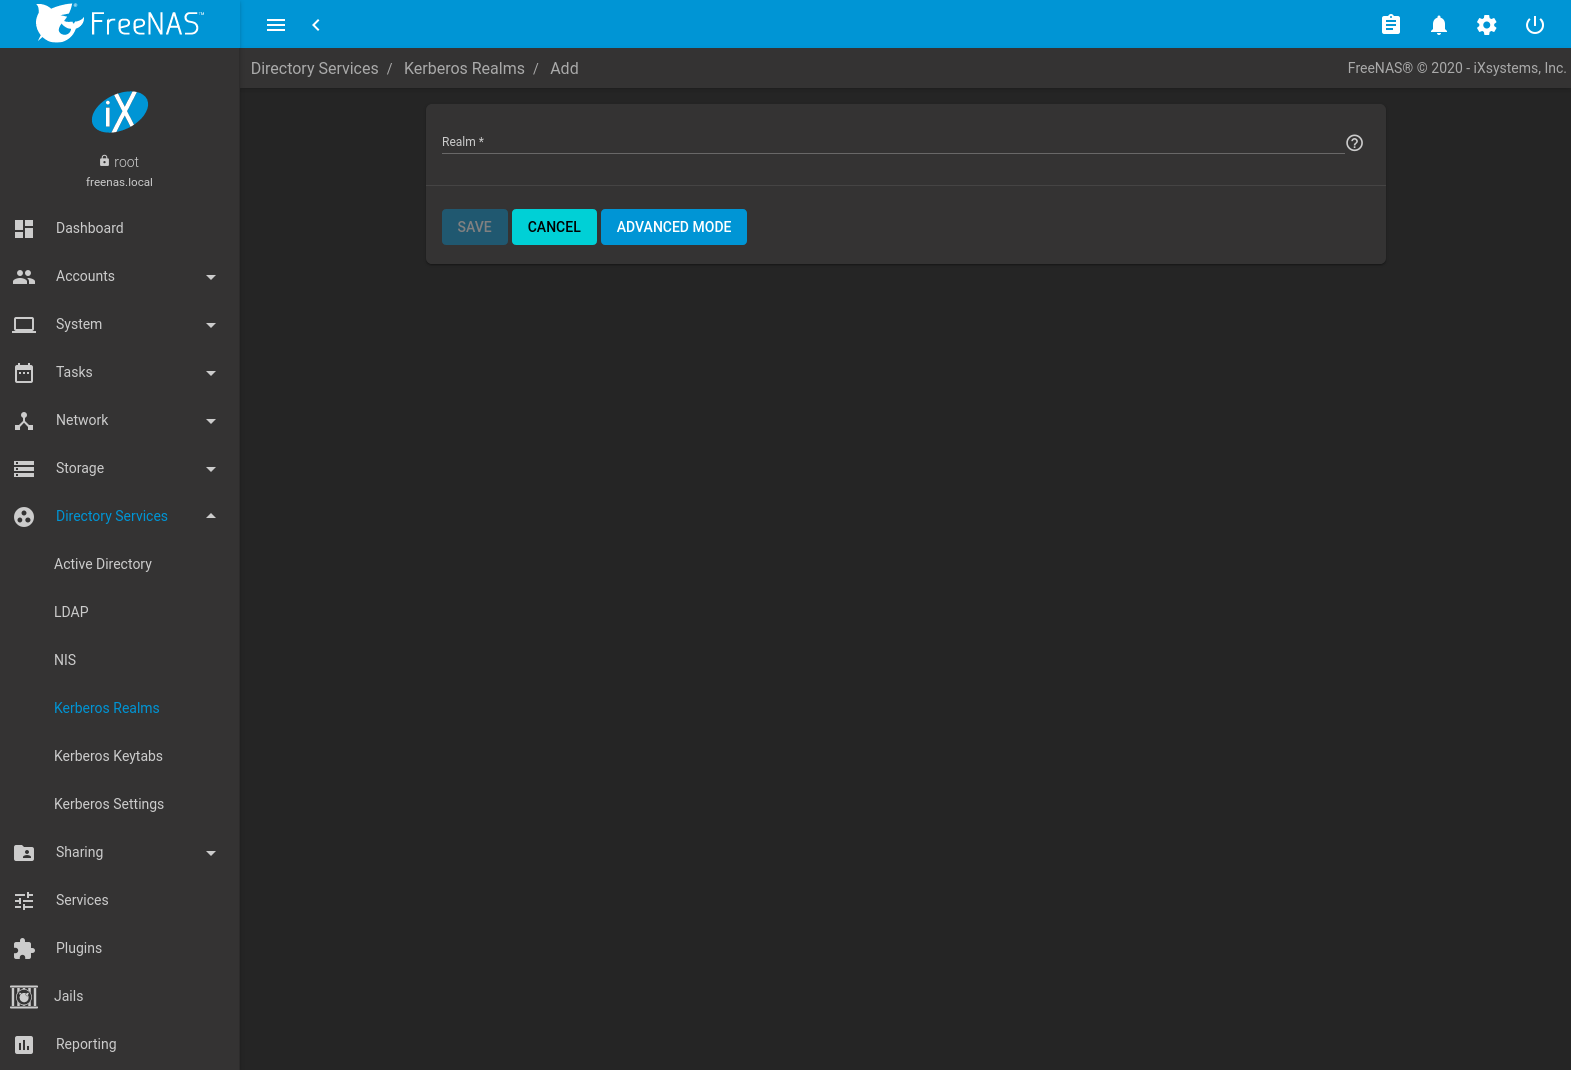 FreeNAS™
Directory Services / Kerberos Realms / Add
FreeNAS® © 2020 - iXsystems, Inc.
iX
root
freenas.local
Dashboard
Accounts
System
Tasks
Network
Storage
Directory Services
Active Directory
LDAP
NIS
Kerberos Realms
Kerberos Keytabs
Kerberos Settings
Sharing
Services
Plugins
Jails
Reporting
Realm *
SAVE CANCEL ADVANCED MODE